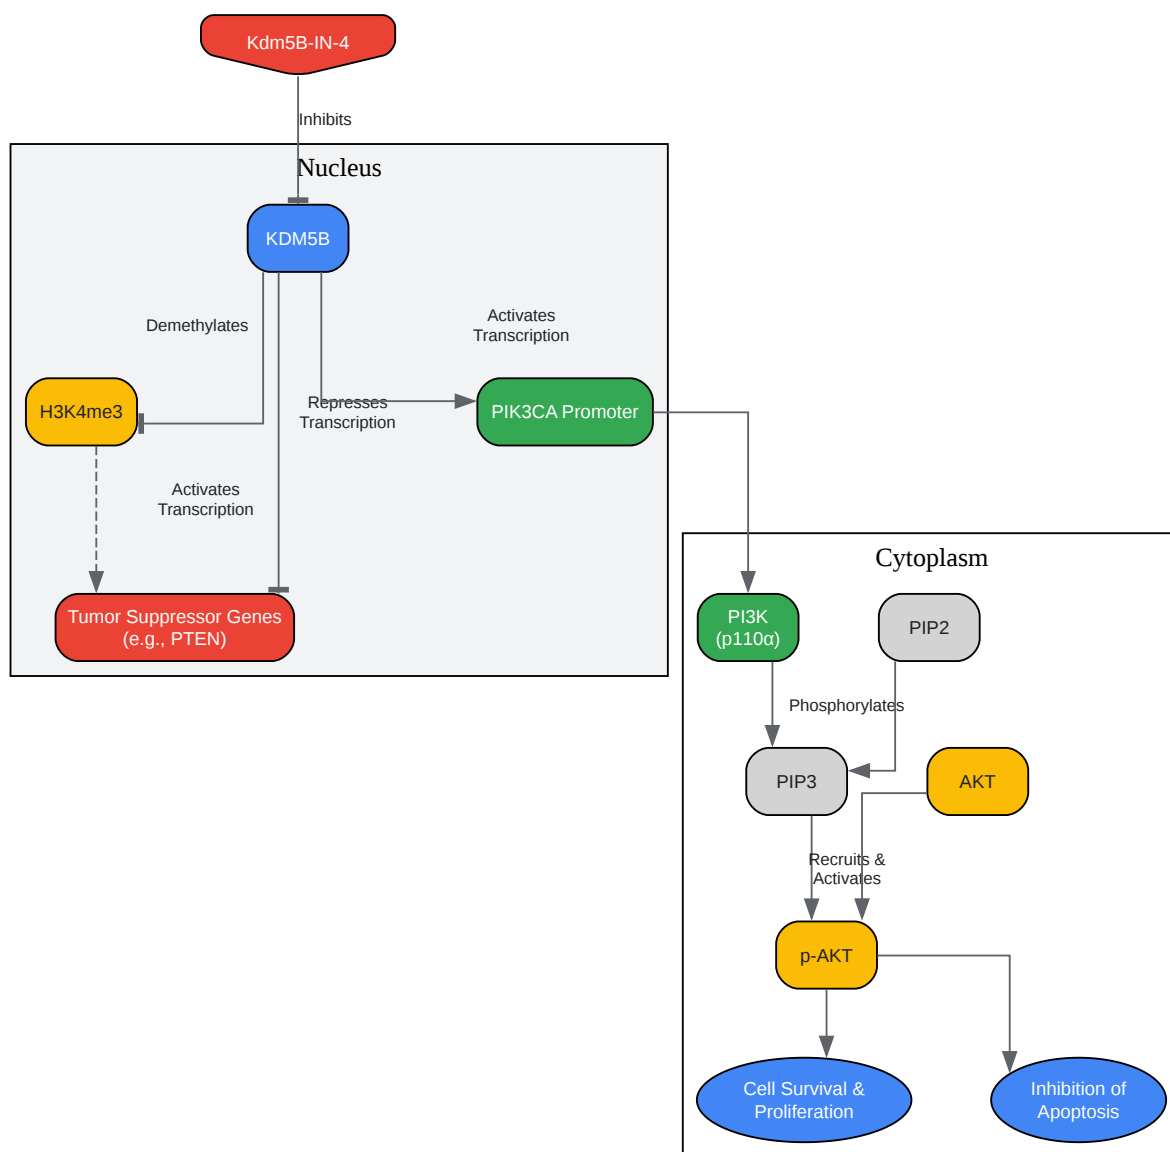 Kdm5B-IN-4
Inhibits
Nucleus
KDM5B
Demethylates
Activates
Transcription
H3K4me3
Represses
Transcription
PIK3CA Promoter
Activates
Transcription
Tumor Suppressor Genes
(e.g., PTEN)
Cytoplasm
PI3K
(p110α)
PIP2
Phosphorylates
PIP3
AKT
Recruits &
Activates
p-AKT
Cell Survival &
Proliferation
Inhibition of
Apoptosis